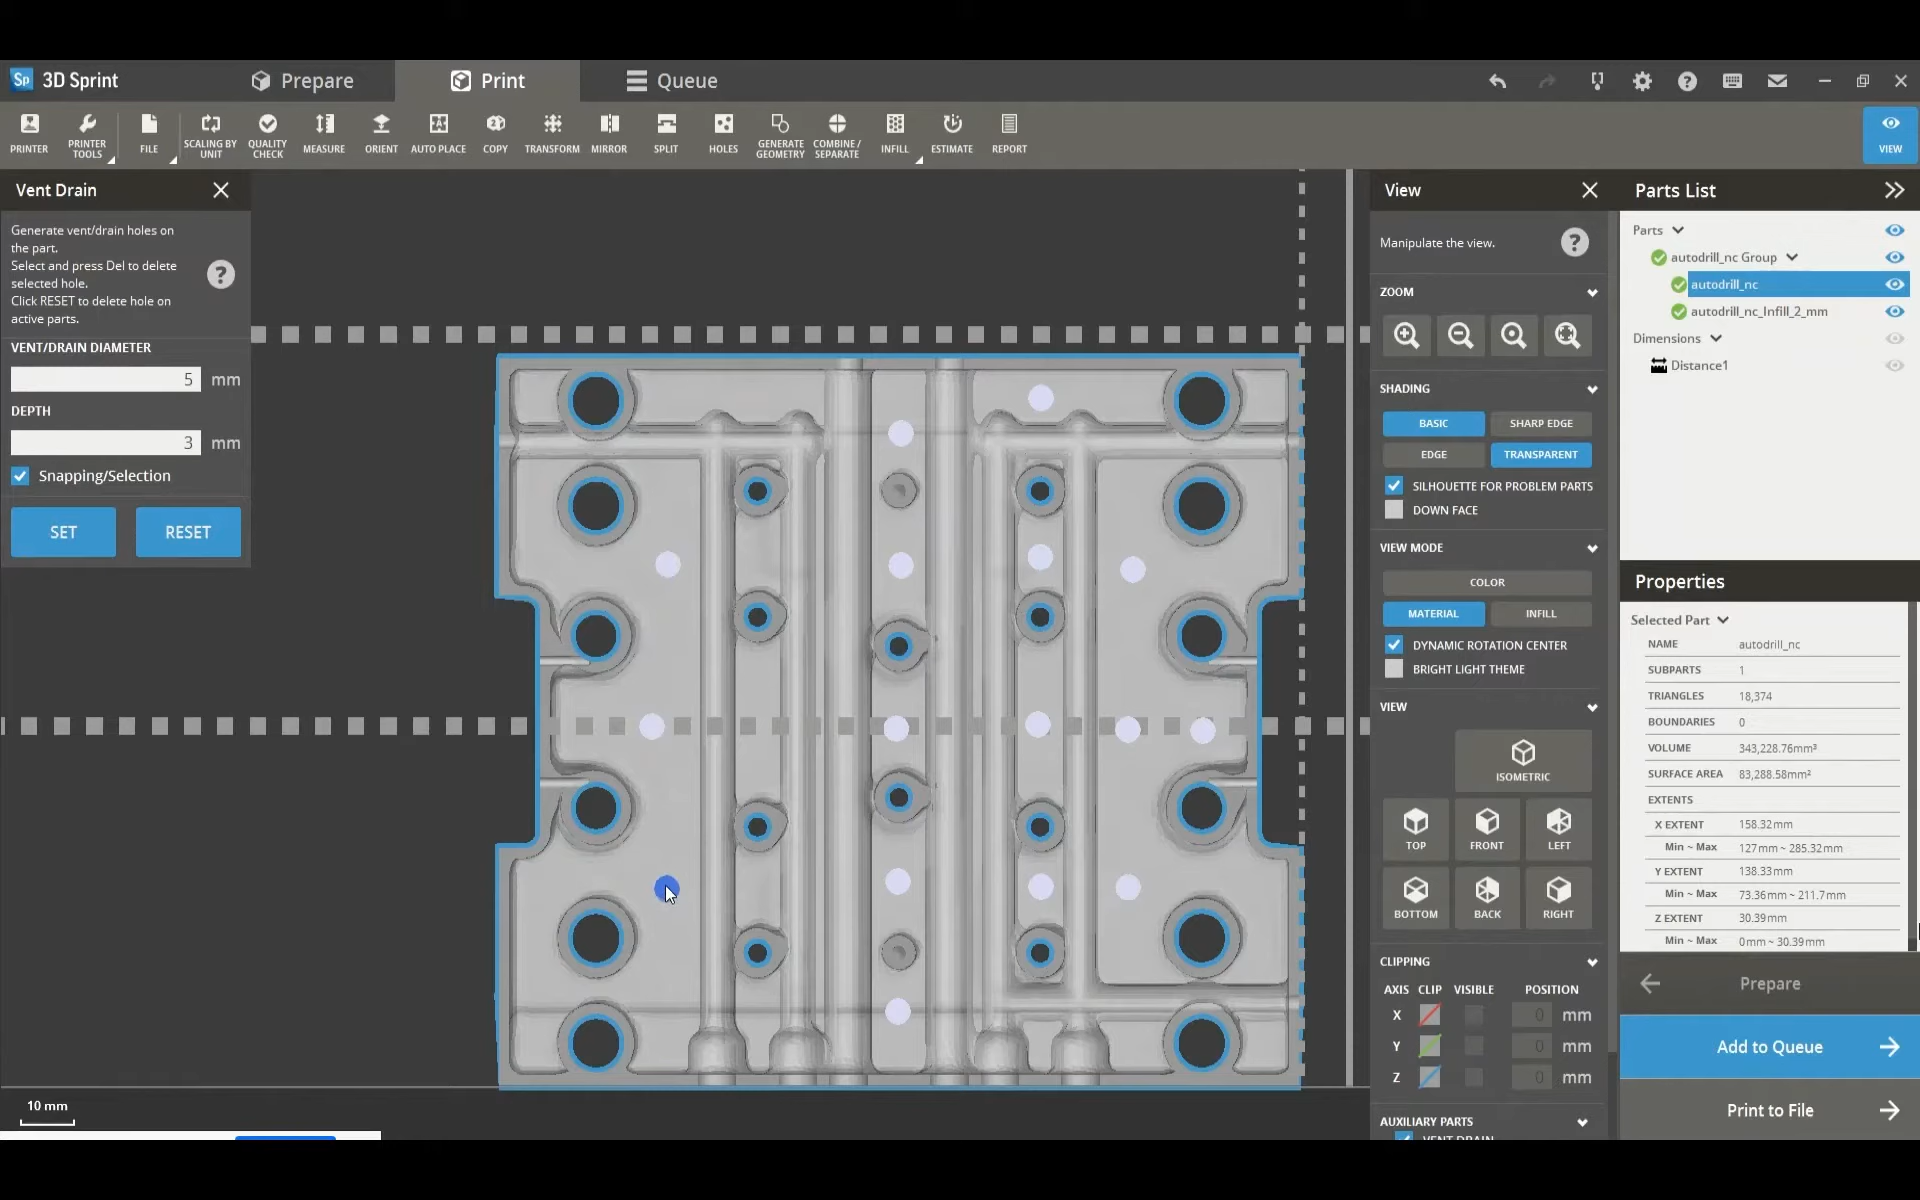 Sp 3D Sprint
Prepare
Print
Queue
PRINTER
PRINTER TOOLS
FILE
SCALING BY UNIT
QUALITY CHECK
MEASURE
ORIENT
AUTO PLACE
COPY
TRANSFORM
MIRROR
SPLIT
HOLES
GENERATE GEOMETRY
COMBINE / SEPARATE
INFILL
ESTIMATE
REPORT
VIEW
Vent Drain
Generate vent/drain holes on
the part.
Select and press Del to delete
selected hole.
Click RESET to delete hole on
active parts.
VENT/DRAIN DIAMETER
5 mm
DEPTH
3 mm
Snapping/Selection
SET
RESET
10 mm
View
Manipulate the view.
ZOOM
SHADING
BASIC
SHARP EDGE
EDGE
TRANSPARENT
SILHOUETTE FOR PROBLEM PARTS
DOWN FACE
VIEW MODE
COLOR
MATERIAL
INFILL
DYNAMIC ROTATION CENTER
BRIGHT LIGHT THEME
VIEW
ISOMETRIC
TOP
FRONT
LEFT
BOTTOM
BACK
RIGHT
CLIPPING
AXIS CLIP VISIBLE POSITION
X 0 mm
Y 0 mm
Z 0 mm
AUXILIARY PARTS
VENT DRAIN
Parts List
Parts
autodrill_nc Group
autodrill_nc
autodrill_nc_Infill_2_mm
Dimensions
Distance1
Properties
Selected Part
NAME autodrill_nc
SUBPARTS 1
TRIANGLES 18,374
BOUNDARIES 0
VOLUME 343,228.76mm³
SURFACE AREA 83,288.58mm²
EXTENTS
X EXTENT 158.32mm
Min ~ Max 127mm ~ 285.32mm
Y EXTENT 138.33mm
Min ~ Max 73.36mm ~ 211.7mm
Z EXTENT 30.39mm
Min ~ Max 0mm ~ 30.39mm
Prepare
Add to Queue
Print to File